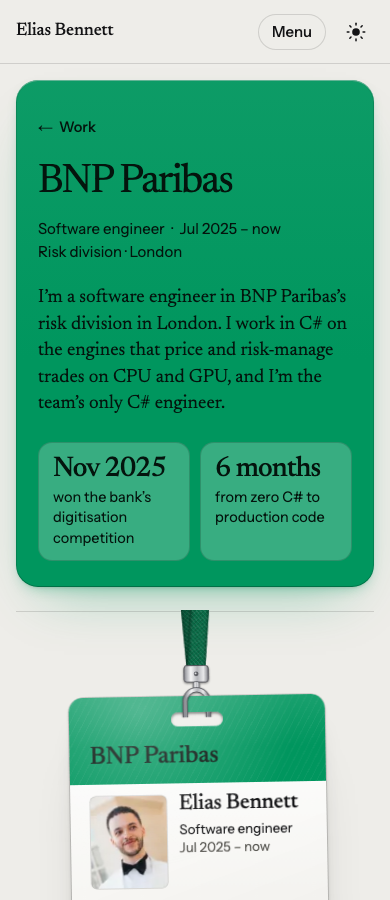 Elias Bennett
Menu
← Work
BNP Paribas
Software engineer · Jul 2025 – now
Risk division · London
I’m a software engineer in BNP Paribas’s
risk division in London. I work in C# on
the engines that price and risk-manage
trades on CPU and GPU, and I’m the
team’s only C# engineer.
Nov 2025
won the bank’s
digitisation
competition
6 months
from zero C# to
production code
BNP Paribas
Elias Bennett
Software engineer
Jul 2025 – now